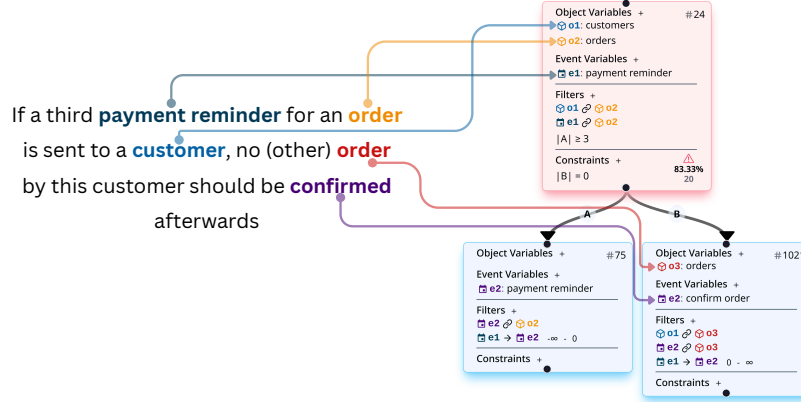 If a third payment reminder for an order
is sent to a customer, no (other) order
by this customer should be confirmed
afterwards
Object Variables +
#24
o1: customers
o2: orders
Event Variables +
e1: payment reminder
Filters +
o1 o2
e1 o2
|A| ≥ 3
Constraints +
|B| = 0
83.33%
20
A
B
Object Variables +
#75
Event Variables +
e2: payment reminder
Filters +
e2 o2
e1 → e2 -∞ - 0
Constraints +
Object Variables +
#1021
o3: orders
Event Variables +
e2: confirm order
Filters +
o1 o3
e2 o3
e1 → e2 0 - ∞
Constraints +